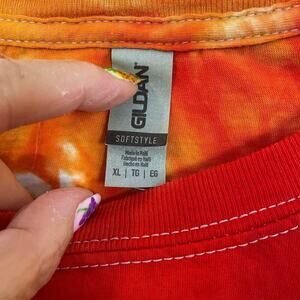 GILDAN
SOFTSTYLE
Made in Haiti
Fabriqué en Haïti
Hecho en Haití
XL | TG | EG